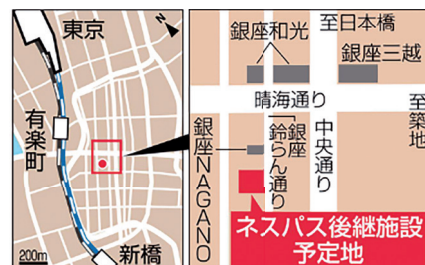 東京
N
有楽町
新橋
200m
至日本橋
銀座和光
銀座三越
晴海通り
至築地
銀座NAGANO
銀座鈴らん通り
中央通り
ネスパス後継施設
予定地